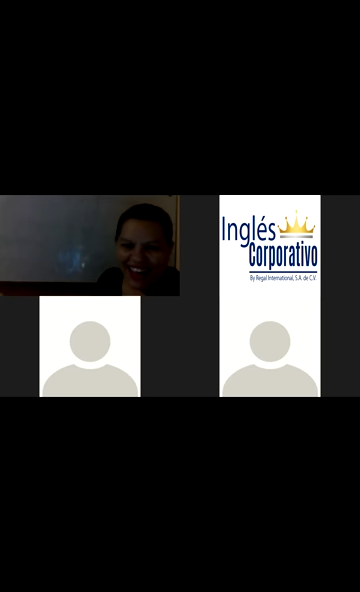 Inglés
Corporativo
By Regal International, S.A. de C.V.